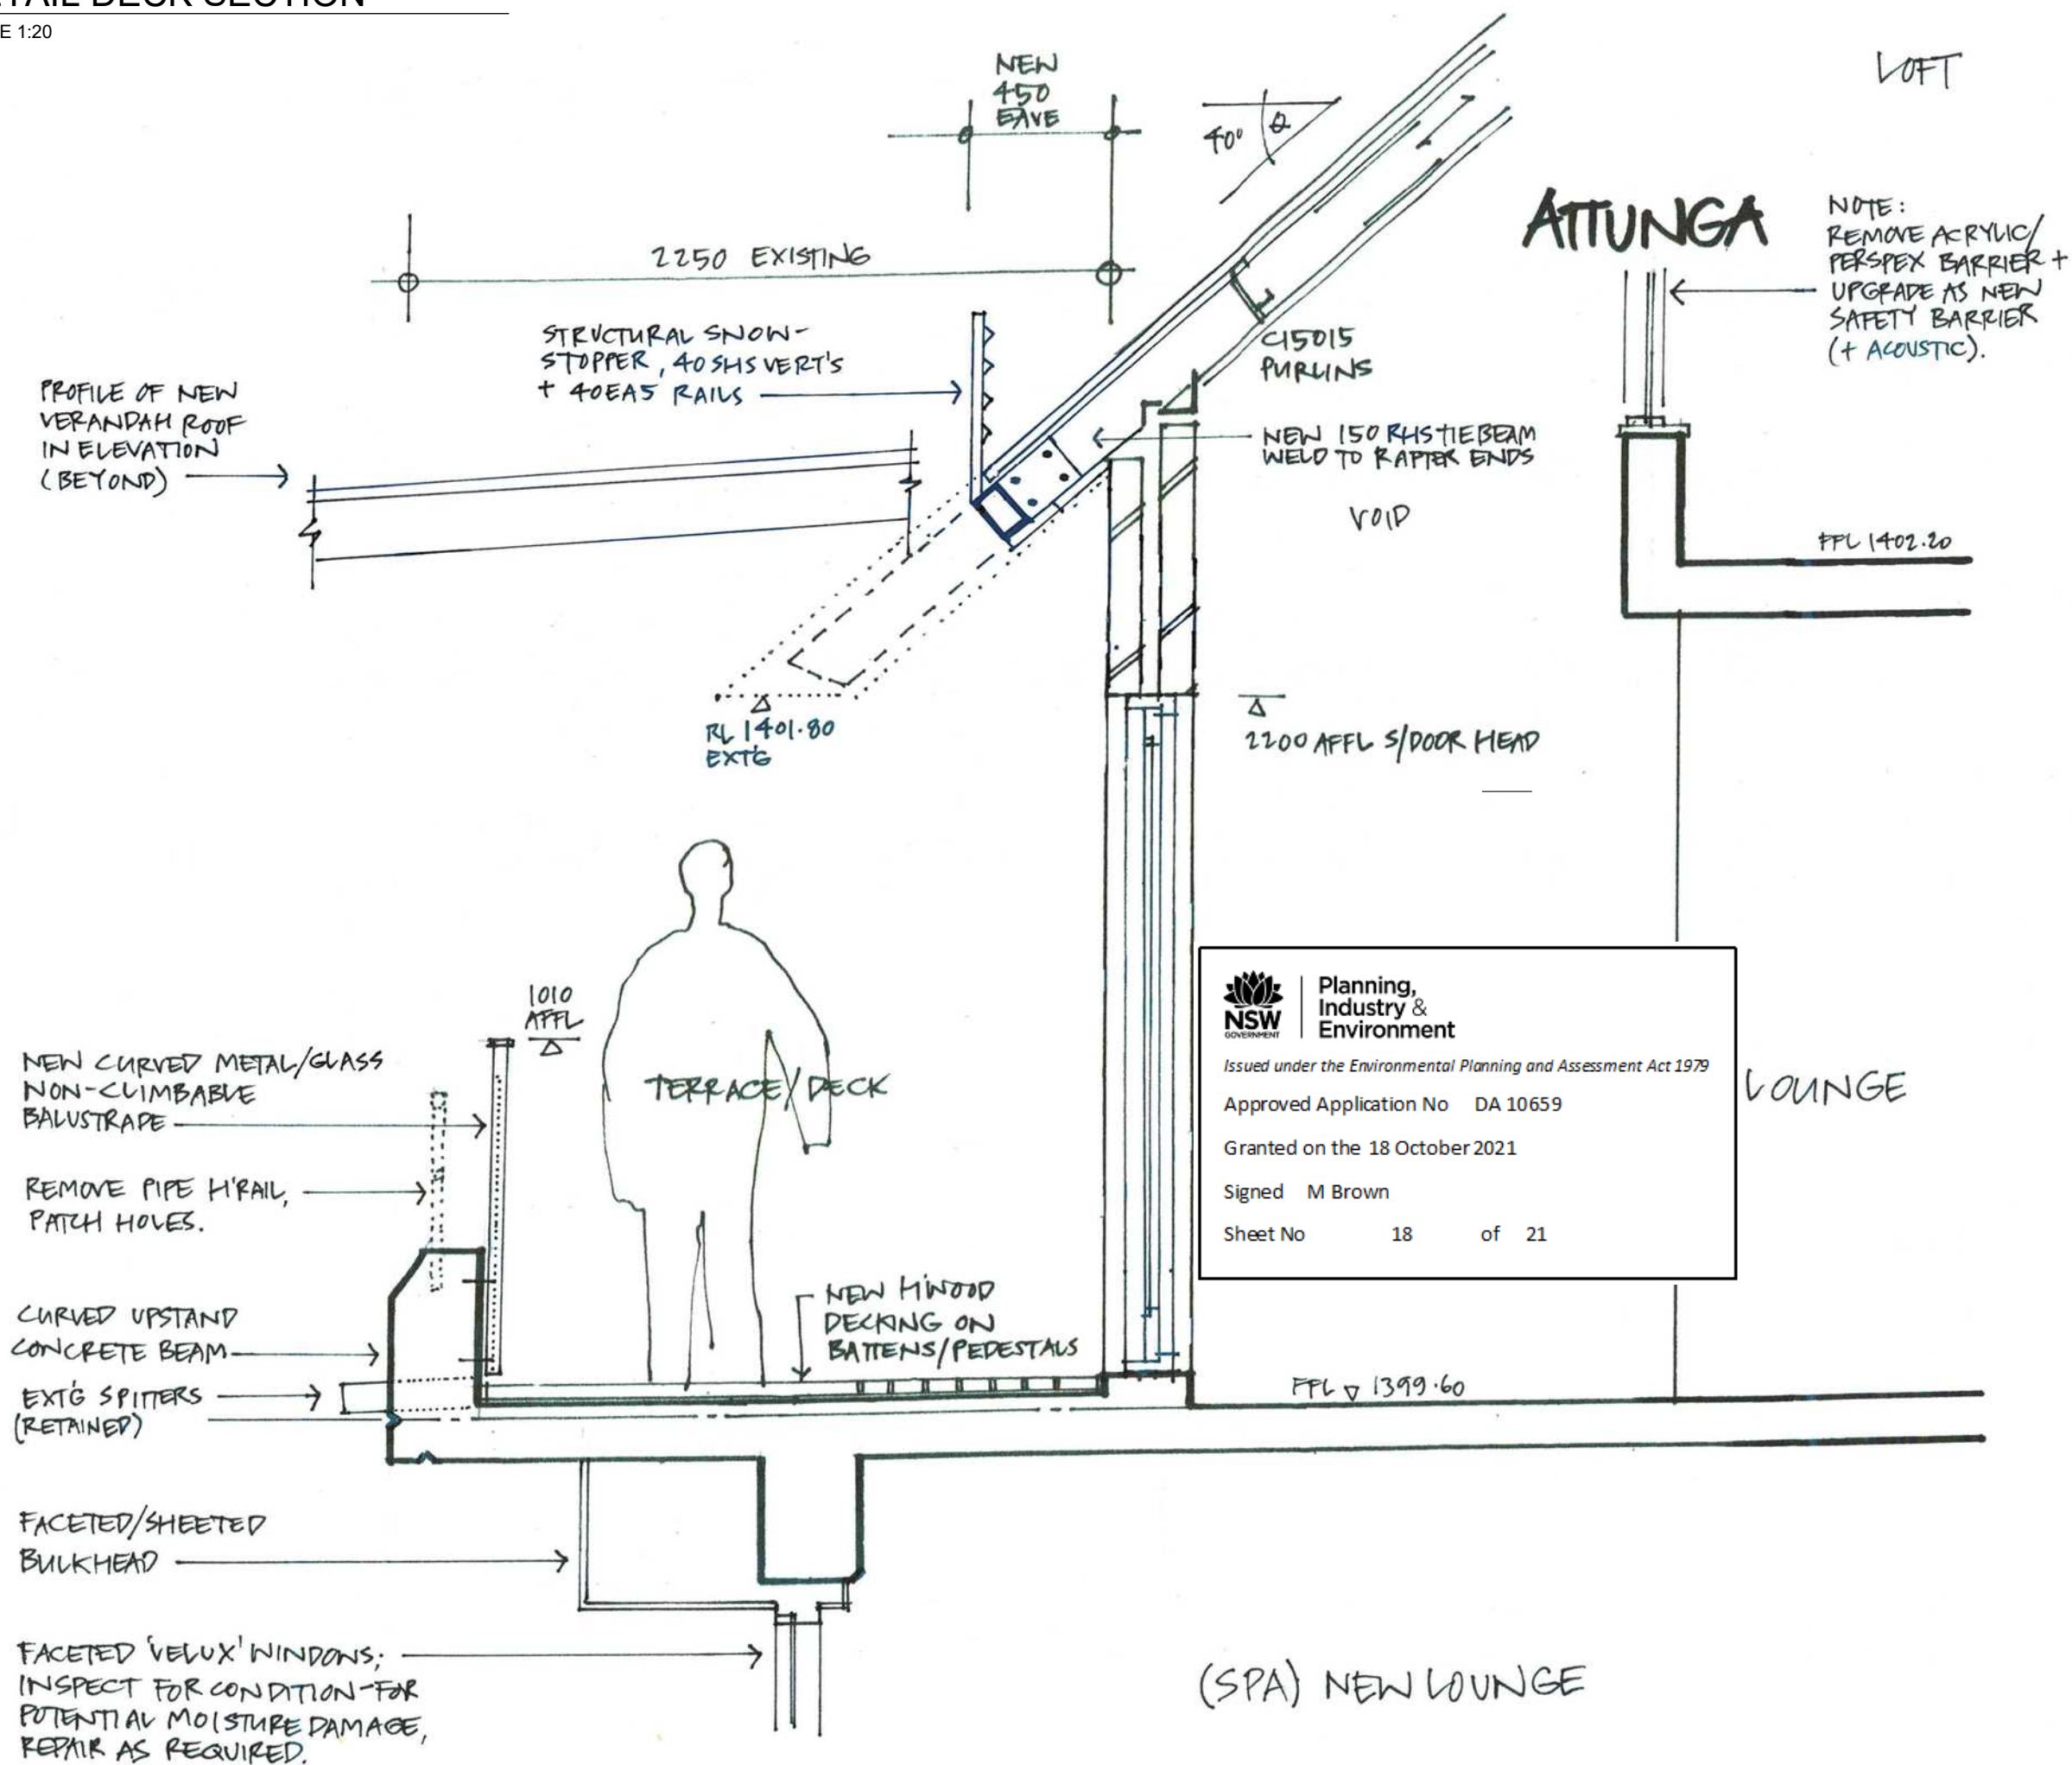 TAIL DECK SECTION
E 1:20
NEW
450
EAVE
40°
LOFT
ATTUNGA
NOTE:
REMOVE ACRYLIC/
PERSPEX BARRIER +
UPGRADE AS NEW
SAFETY BARRIER
(+ ACOUSTIC).
2250 EXISTING
STRUCTURAL SNOW-
STOPPER, 40SHS VERT'S
+ 40EA5 RAILS
C15015
PURLINS
PROFILE OF NEW
VERANDAH ROOF
IN ELEVATION
(BEYOND)
NEW 150 RHS TIEBEAM
WELD TO RAFTER ENDS
VOID
FFL 1402.20
RL 1401.80
EXT'G
2200 AFFL S/DOOR HEAD
1010
AFFL
TERRACE/DECK
NEW CURVED METAL/GLASS
NON-CLIMBABLE
BALUSTRADE
REMOVE PIPE H'RAIL,
PATCH HOLES.
NSW
GOVERNMENT
Planning,
Industry &
Environment
Issued under the Environmental Planning and Assessment Act 1979
Approved Application No DA 10659
Granted on the 18 October 2021
Signed M Brown
Sheet No 18 of 21
LOUNGE
CURVED UPSTAND
CONCRETE BEAM
EXT'G SPITTERS
(RETAINED)
NEW H'WOOD
DECKING ON
BATTENS/PEDESTALS
FFL 1399.60
FACETED/SHEETED
BULKHEAD
FACETED 'VELUX' WINDOWS;
INSPECT FOR CONDITION-FOR
POTENTIAL MOISTURE DAMAGE,
REPAIR AS REQUIRED.
(SPA) NEW LOUNGE